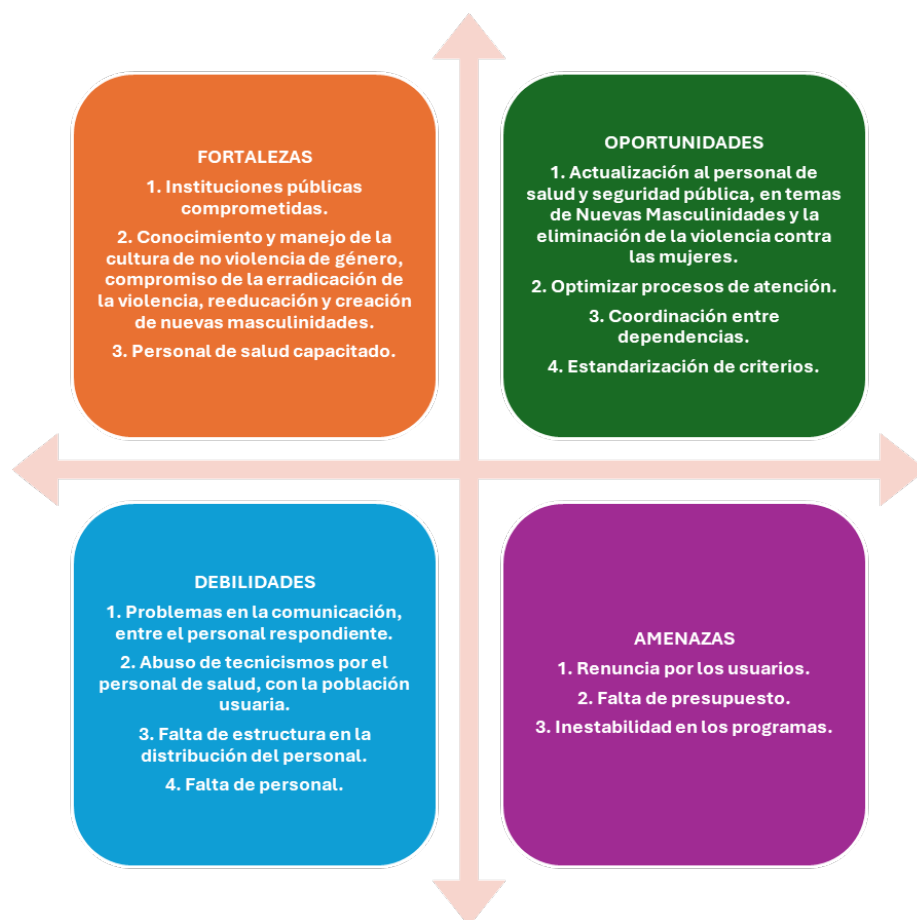 FORTALEZAS
1. Instituciones públicas
comprometidas.
2. Conocimiento y manejo de la
cultura de no violencia de género,
compromiso de la erradicación de
la violencia, reeducación y creación
de nuevas masculinidades.
3. Personal de salud capacitado.
OPORTUNIDADES
1. Actualización al personal de
salud y seguridad pública, en temas
de Nuevas Masculinidades y la
eliminación de la violencia contra
las mujeres.
2. Optimizar procesos de atención.
3. Coordinación entre
dependencias.
4. Estandarización de criterios.
DEBILIDADES
1. Problemas en la comunicación,
entre el personal respondiente.
2. Abuso de tecnicismos por el
personal de salud, con la población
usuaria.
3. Falta de estructura en la
distribución del personal.
4. Falta de personal.
AMENAZAS
1. Renuncia por los usuarios.
2. Falta de presupuesto.
3. Inestabilidad en los programas.